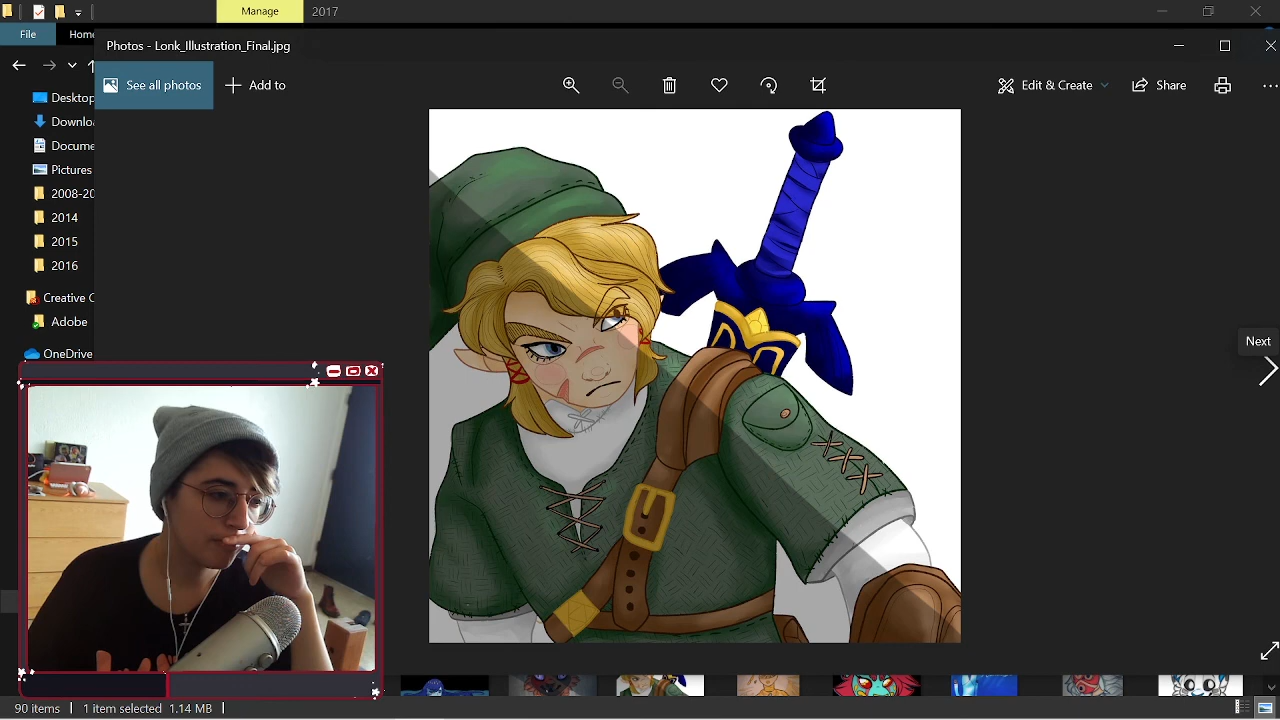 Manage
2017
File
Home
Photos - Lonk_Illustration_Final.jpg
See all photos
Add to
Edit & Create
Share
Desktop
Downlo
Docume
Pictures
2008-20
2014
2015
2016
Creative C
Adobe
OneDrive
Next
90 items
1 item selected
1.14 MB